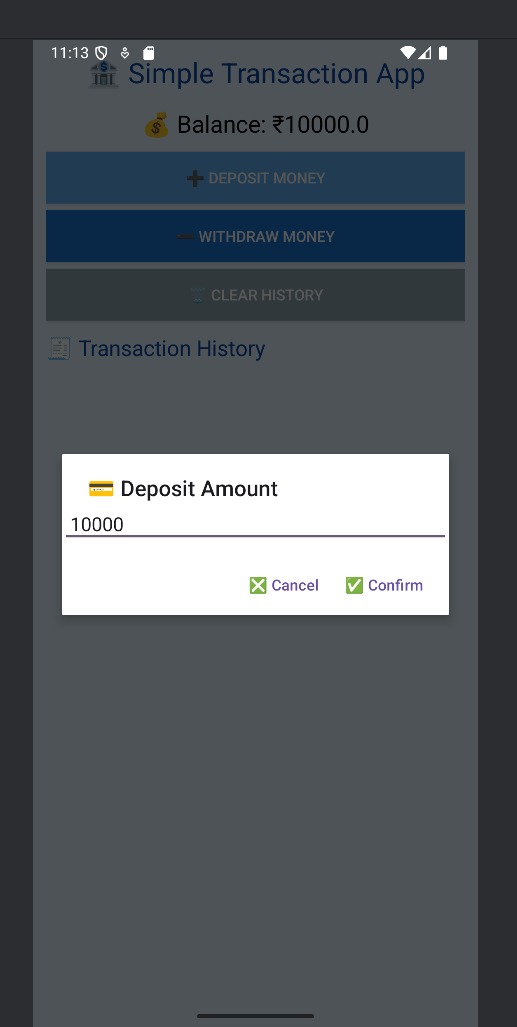 11:13
🏦 Simple Transaction App
💰 Balance: ₹10000.0
➕ DEPOSIT MONEY
➖ WITHDRAW MONEY
🗑️ CLEAR HISTORY
🧾 Transaction History
💳 Deposit Amount
10000
❎ Cancel ✅ Confirm